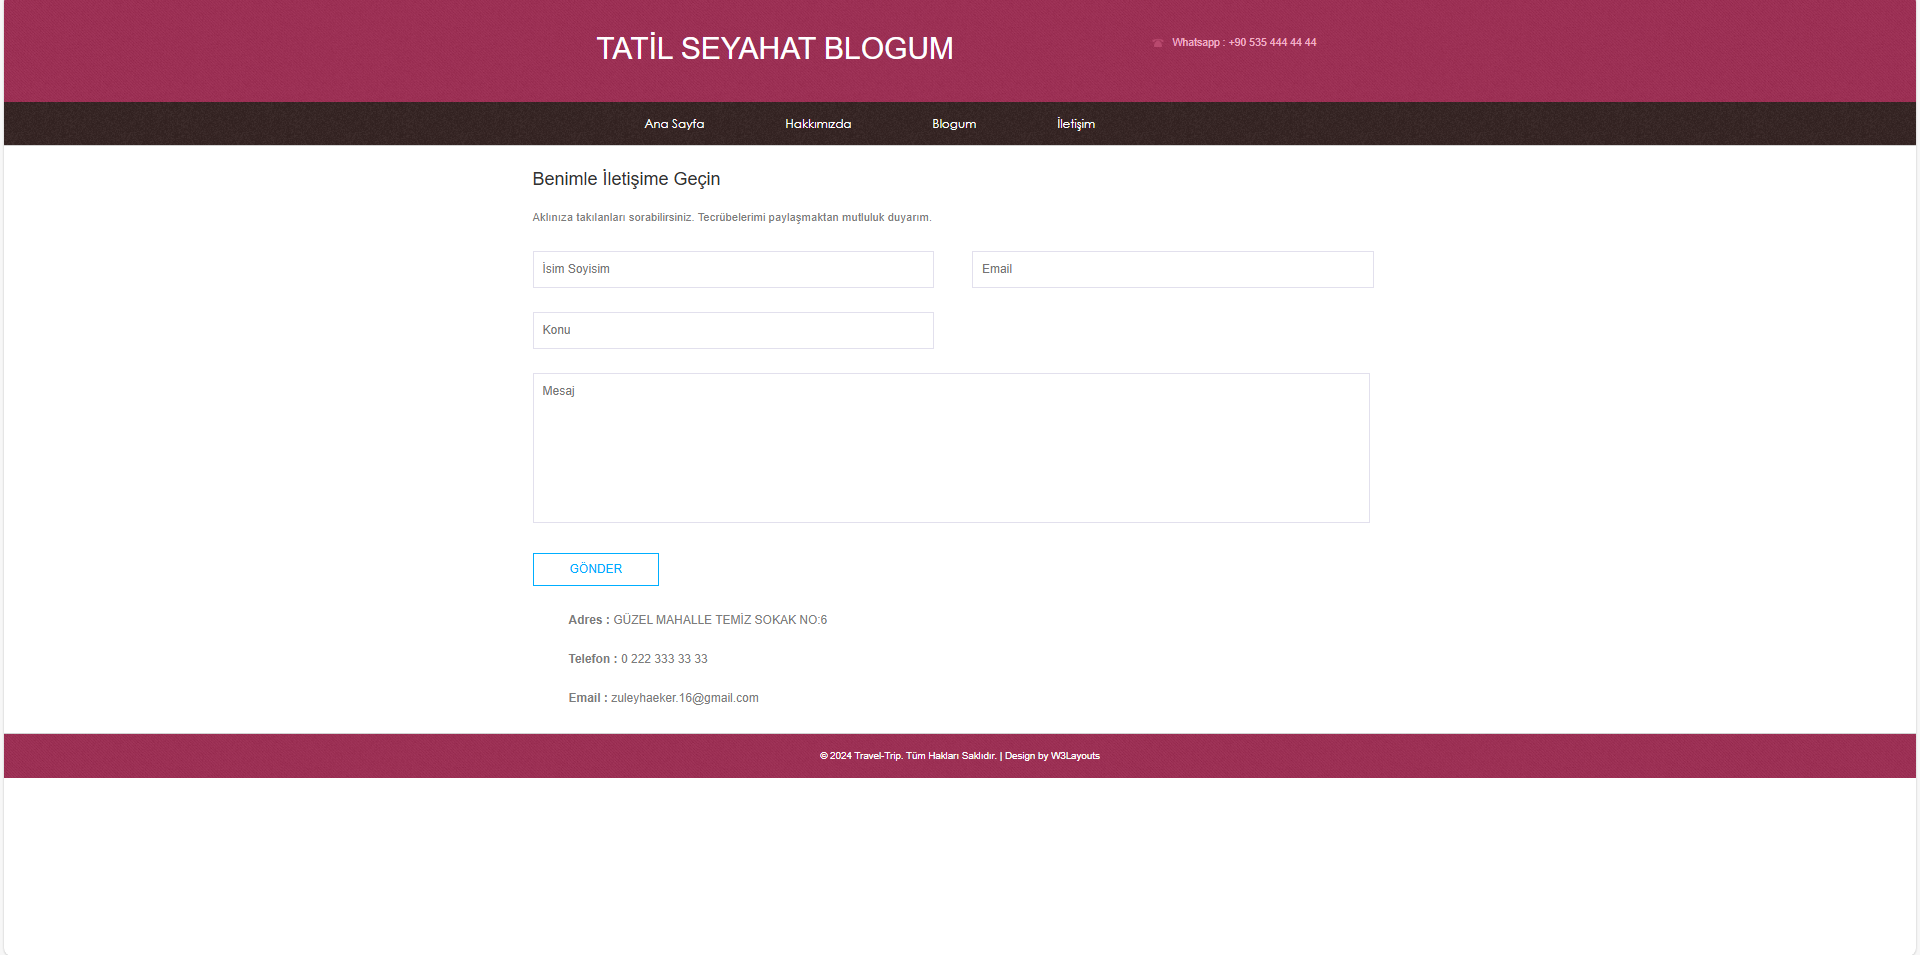 TATİL SEYAHAT BLOGUM
Whatsapp : +90 535 444 44 44
Ana Sayfa Hakkımızda Blogum İletişim
Benimle İletişime Geçin
Aklınıza takılanları sorabilirsiniz. Tecrübelerimi paylaşmaktan mutluluk duyarım.
İsim Soyisim Email
Konu
Mesaj
GÖNDER
Adres : GÜZEL MAHALLE TEMİZ SOKAK NO:6
Telefon : 0 222 333 33 33
Email : zuleyhaeker.16@gmail.com
© 2024 Travel-Trip. Tüm Hakları Saklıdır. | Design by W3Layouts